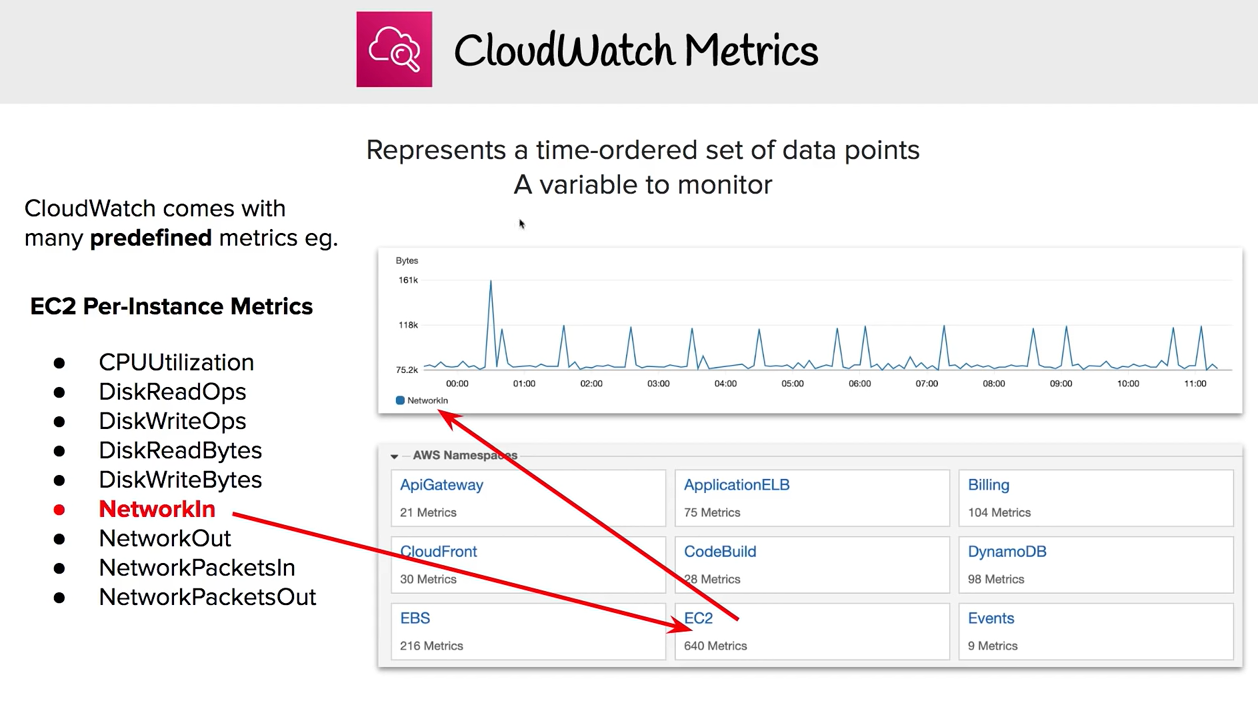 CloudWatch Metrics
Represents a time-ordered set of data points
A variable to monitor
CloudWatch comes with
many predefined metrics eg.
EC2 Per-Instance Metrics
● CPUUtilization
● DiskReadOps
● DiskWriteOps
● DiskReadBytes
● DiskWriteBytes
● NetworkIn
● NetworkOut
● NetworkPacketsIn
● NetworkPacketsOut
Bytes
161k
118k
75.2k
00:00 01:00 02:00 03:00 04:00 05:00 06:00 07:00 08:00 09:00 10:00 11:00
NetworkIn
AWS Namespaces
ApiGateway
21 Metrics
ApplicationELB
75 Metrics
Billing
104 Metrics
CloudFront
30 Metrics
CodeBuild
28 Metrics
DynamoDB
98 Metrics
EBS
216 Metrics
EC2
640 Metrics
Events
9 Metrics